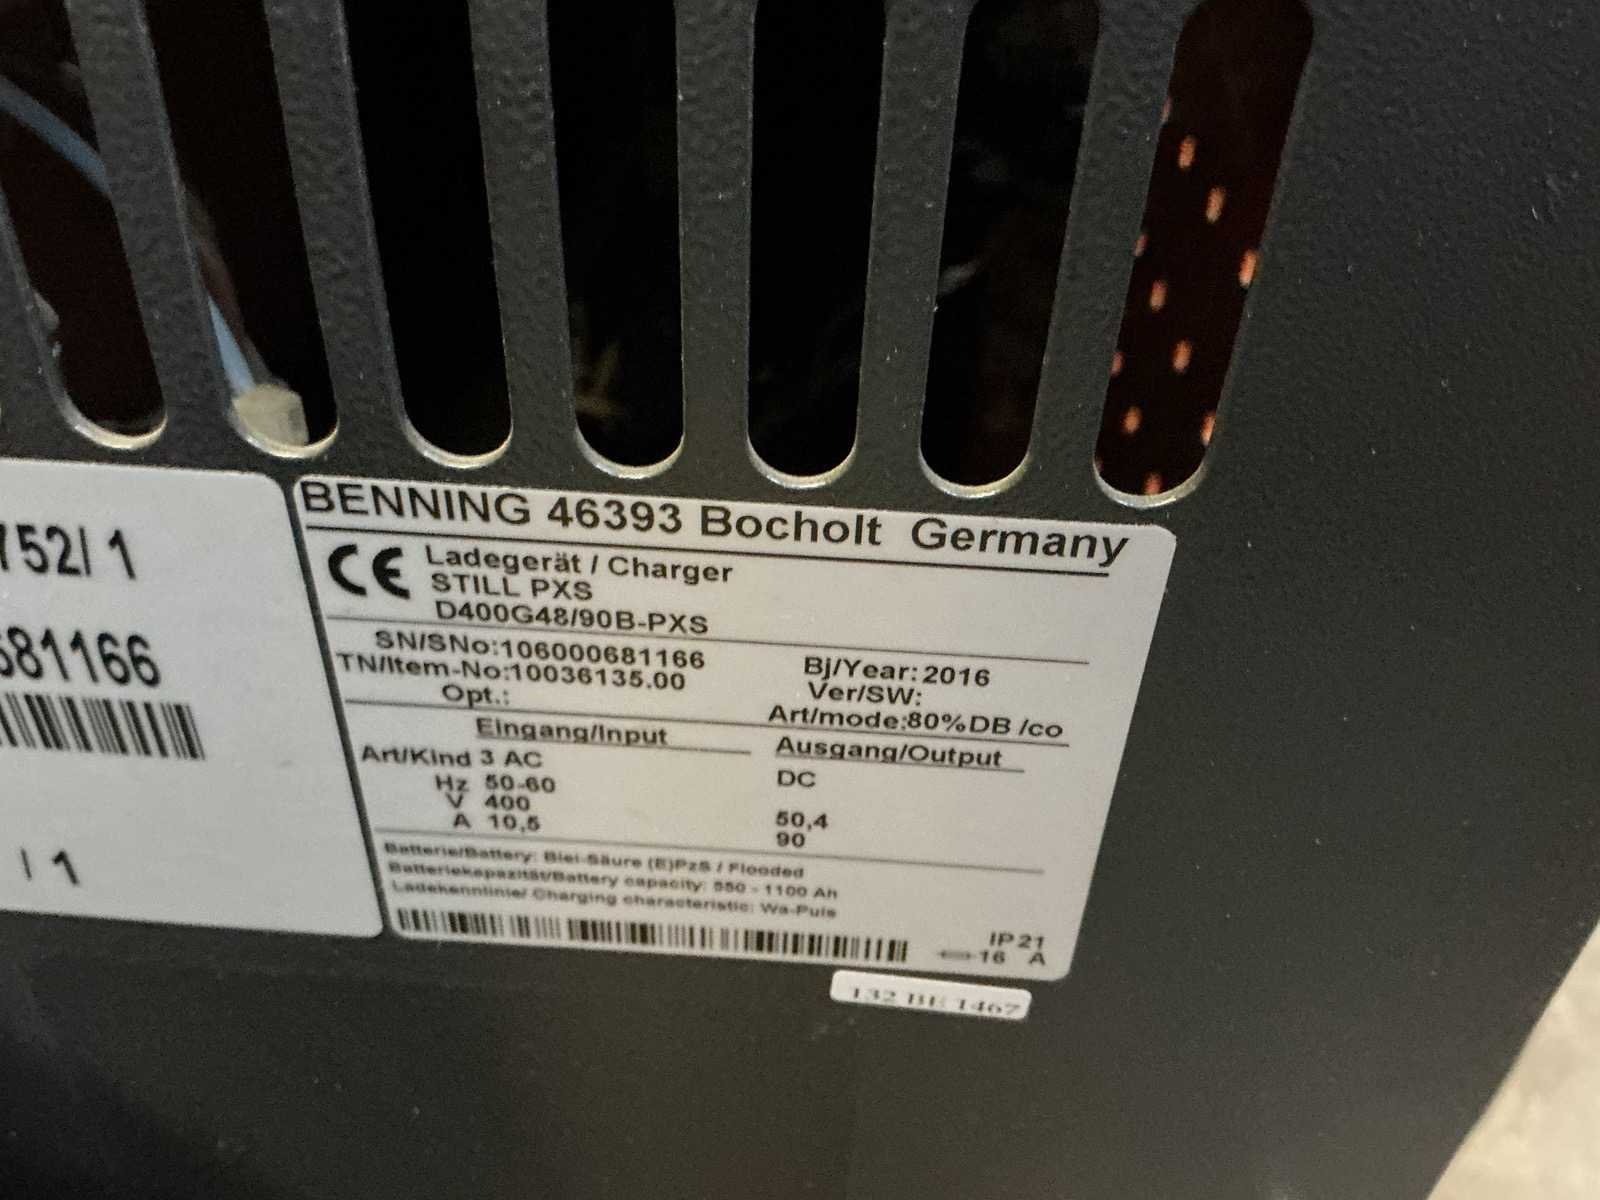 752/ 1
681166
/ 1
BENNING 46393 Bocholt Germany
CE
Ladegerät / Charger
STILL PXS
D400G48/90B-PXS
SN/SNo:106000681166
TN/Item-No:10036135.00
Opt.:
Bj/Year: 2016
Ver/SW:
Art/mode:80%DB /co
Eingang/Input
Ausgang/Output
Art/Kind 3 AC
DC
Hz 50-60
V 400
50,4
A 10,5
90
Batterie/Battery: Blei-Säure (E)PzS / Flooded
Batteriekapazität/Battery capacity: 550 - 1100 Ah
Ladekennlinie/ Charging characteristic: Wa-Puls
IP 21
16 A
132 BE 1467